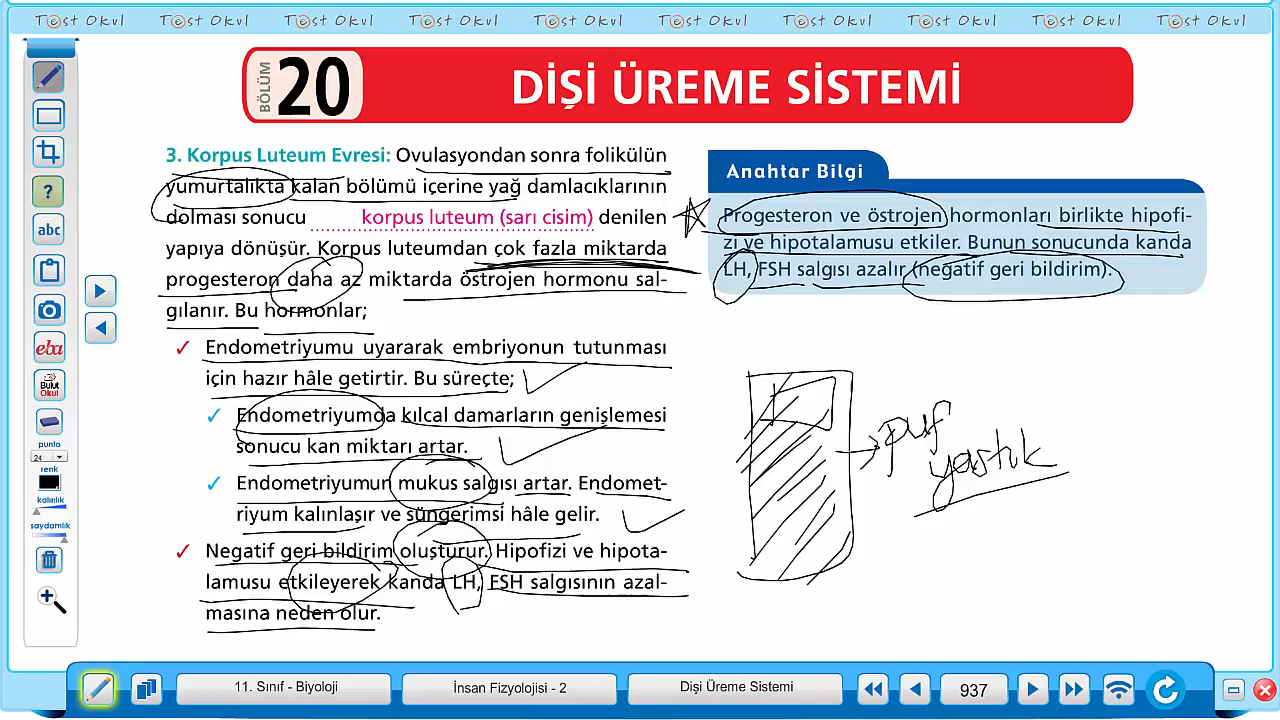 Test Okul Test Okul Test Okul Test Okul Test Okul Test Okul Test Okul Test Okul Test Okul Test Okul
BÖLÜM 20 DİŞİ ÜREME SİSTEMİ
3. Korpus Luteum Evresi: Ovulasyondan sonra folikülün
yumurtalıkta kalan bölümü içerine yağ damlacıklarının
dolması sonucu korpus luteum (sarı cisim) denilen
yapıya dönüşür. Korpus luteumdan çok fazla miktarda
progesteron daha az miktarda östrojen hormonu sal-
gılanır. Bu hormonlar;
✓ Endometriyumu uyararak embriyonun tutunması
için hazır hâle getirtir. Bu süreçte;
✓ Endometriyumda kılcal damarların genişlemesi
sonucu kan miktarı artar.
✓ Endometriyumun mukus salgısı artar. Endomet-
riyum kalınlaşır ve süngerimsi hâle gelir.
✓ Negatif geri bildirim oluşturur. Hipofizi ve hipota-
lamusu etkileyerek kanda LH, FSH salgısının azal-
masına neden olur.
Anahtar Bilgi
Progesteron ve östrojen hormonları birlikte hipofi-
zi ve hipotalamusu etkiler. Bunun sonucunda kanda
LH, FSH salgısı azalır (negatif geri bildirim).
puf
yastık
?
abc
eba
Bulut
Okul
punto
24
renk
kalınlık
saydamlık
11. Sınıf - Biyoloji
İnsan Fizyolojisi - 2
Dişi Üreme Sistemi
937